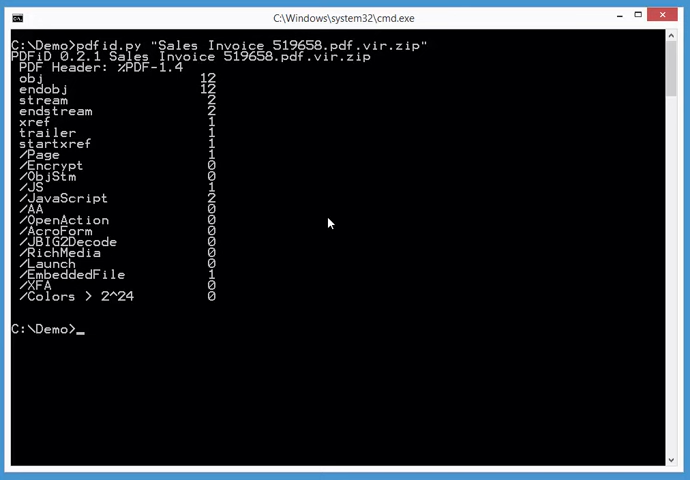 C:\Windows\system32\cmd.exe
C:\Demo>pdfid.py "Sales Invoice 519658.pdf.vir.zip"
PDFiD 0.2.1 Sales Invoice 519658.pdf.vir.zip
PDF Header: %PDF-1.4
obj 12
endobj 12
stream 2
endstream 2
xref 1
trailer 1
startxref 1
/Page 1
/Encrypt 0
/ObjStm 0
/JS 1
/JavaScript 2
/AA 0
/OpenAction 0
/AcroForm 0
/JBIG2Decode 0
/RichMedia 0
/Launch 0
/EmbeddedFile 1
/XFA 0
/Colors > 2^24 0
C:\Demo>_